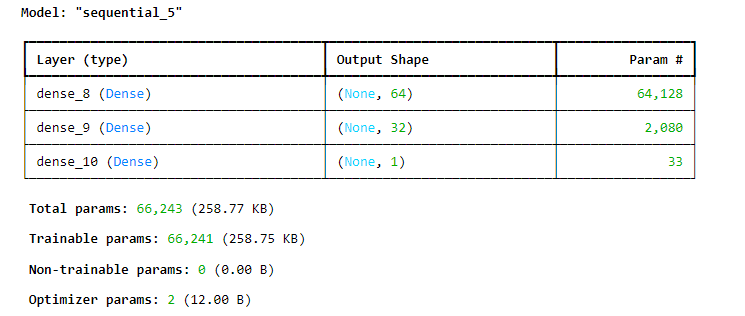 Model: "sequential_5"
Layer (type) Output Shape Param #
dense_8 (Dense) (None, 64) 64,128
dense_9 (Dense) (None, 32) 2,080
dense_10 (Dense) (None, 1) 33
Total params: 66,243 (258.77 KB)
Trainable params: 66,241 (258.75 KB)
Non-trainable params: 0 (0.00 B)
Optimizer params: 2 (12.00 B)